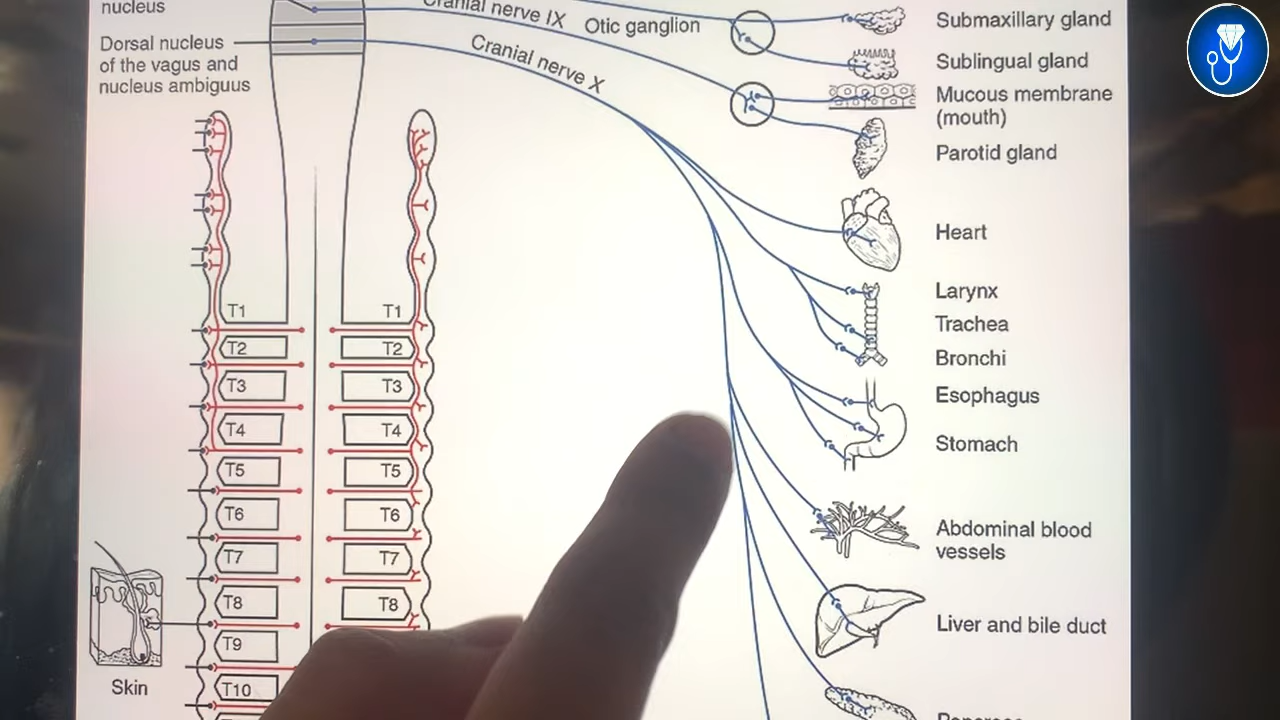 nucleus
Dorsal nucleus
of the vagus and
nucleus ambiguus
Cranial nerve IX
Otic ganglion
Cranial nerve X
Submaxillary gland
Sublingual gland
Mucous membrane
(mouth)
Parotid gland
Heart
Larynx
Trachea
Bronchi
Esophagus
Stomach
Abdominal blood
vessels
Liver and bile duct
Pancreas
T1
T1
T2
T2
T3
T3
T4
T4
T5
T5
T6
T6
T7
T7
T8
T8
T9
T10
Skin